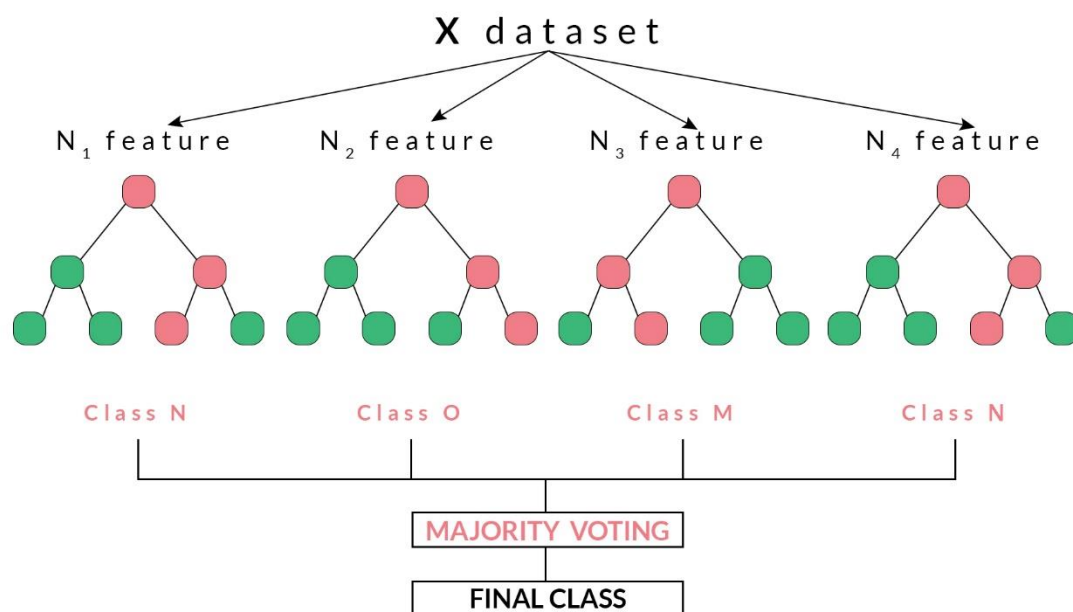 X dataset
N₁ feature
N₂ feature
N₃ feature
N₄ feature
Class N
Class O
Class M
Class N
MAJORITY VOTING
FINAL CLASS